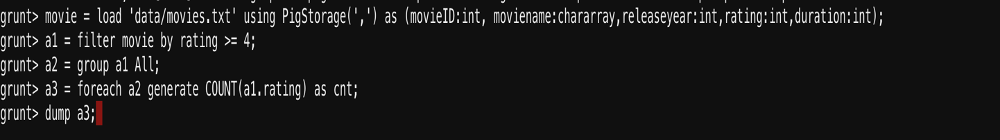 grunt> movie = load 'data/movies.txt' using PigStorage(',') as (movieID:int, moviename:chararray,releaseyear:int,rating:int,duration:int);
grunt> a1 = filter movie by rating >= 4;
grunt> a2 = group a1 All;
grunt> a3 = foreach a2 generate COUNT(a1.rating) as cnt;
grunt> dump a3;